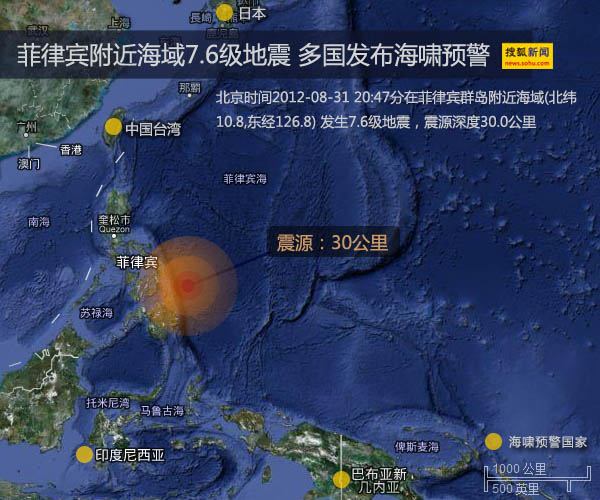 日本
長崎
鹿児島
菲律宾附近海域7.6级地震 多国发布海啸预警
搜狐新闻
news.sohu.com
那覇
北京时间2012-08-31 20:47分在菲律宾群岛附近海域(北纬
10.8,东经126.8) 发生7.6级地震，震源深度30.0公里
广州
中国台湾
香港
澳门
菲律宾海
南海
奎松市
Quezon
震源：30公里
菲律宾
苏禄海
托米尼湾
马鲁古海
俾斯麦海
海啸预警国家
印度尼西亚
巴布亚新
几内亚
1000 公里
500 英里